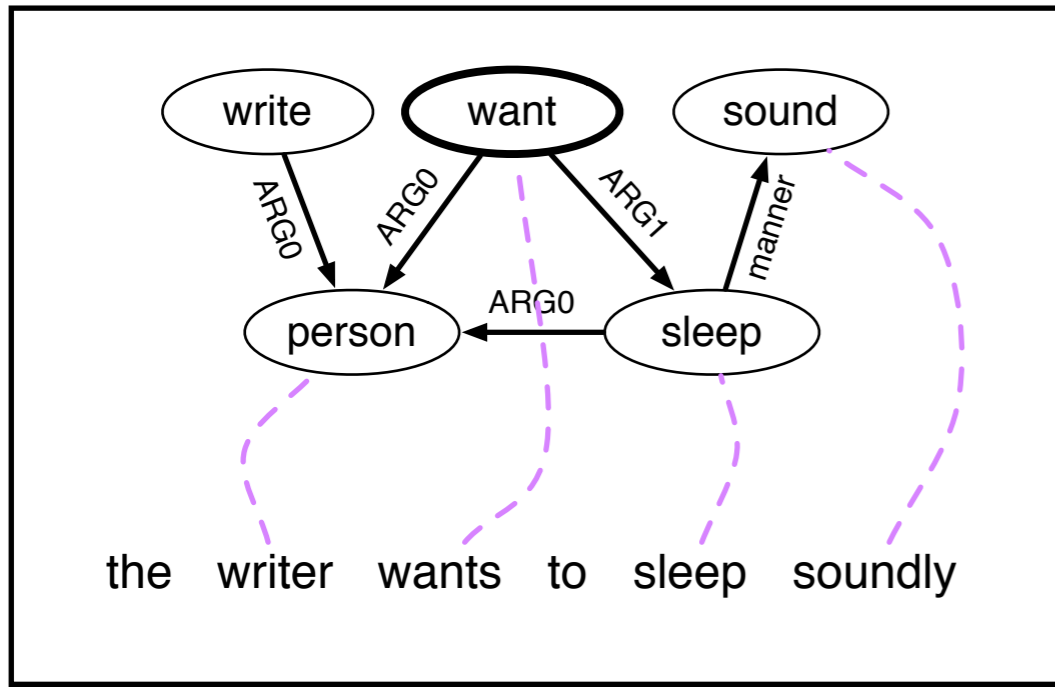 write want sound
ARG0 ARG0 ARG1 manner
ARG0
person sleep
the writer wants to sleep soundly